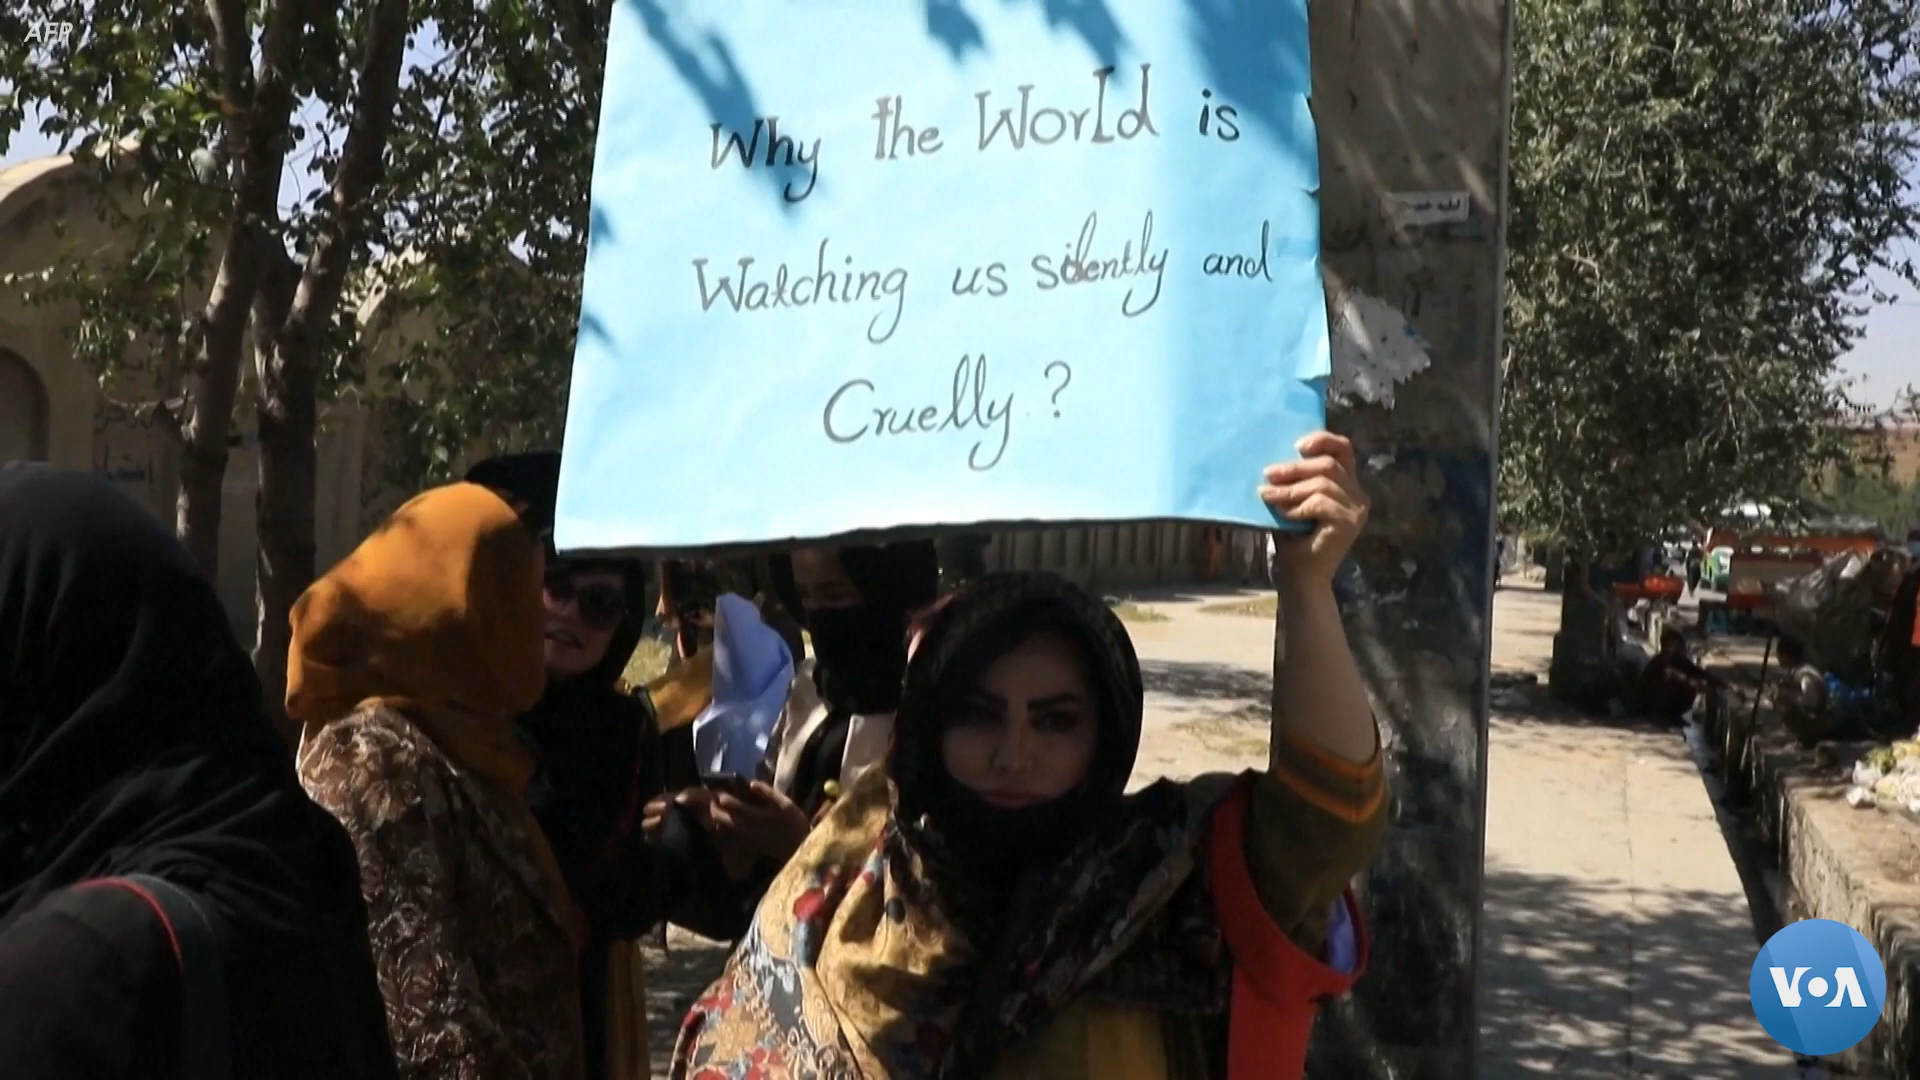 AFP
Why the World is
Watching us silently and
Cruelly ?
VOA